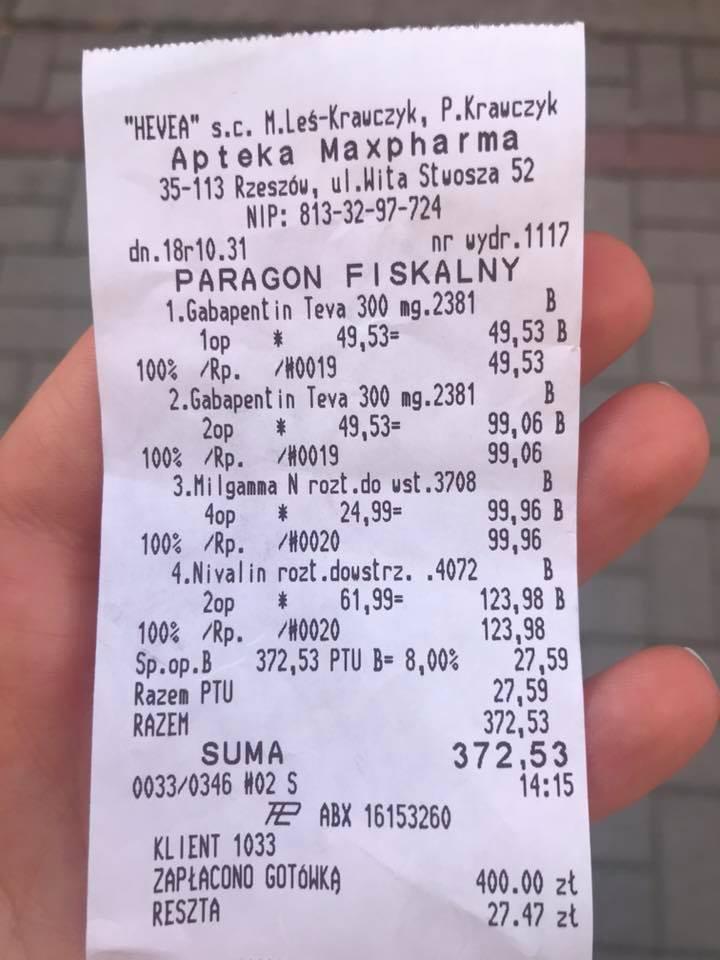 "HEVEA" s.c. M.Leś-Krawczyk, P.Krawczyk
Apteka Maxpharma
35-113 Rzeszów, ul.Wita Stwosza 52
NIP: 813-32-97-724
dn.18r10.31 nr wydr.1117
PARAGON FISKALNY
1.Gabapentin Teva 300 mg.2381 B
1op * 49,53= 49,53 B
100% /Rp. /#0019 49,53
2.Gabapentin Teva 300 mg.2381 B
2op * 49,53= 99,06 B
100% /Rp. /#0019 99,06
3.Milgamma N rozt.do wst.3708 B
4op * 24,99= 99,96 B
100% /Rp. /#0020 99,96
4.Nivalin rozt.dowstrz. .4072 B
2op * 61,99= 123,98 B
100% /Rp. /#0020 123,98
Sp.op.B 372,53 PTU B= 8,00% 27,59
Razem PTU 27,59
RAZEM 372,53
SUMA 372,53
0033/0346 #02 S 14:15
ABX 16153260
KLIENT 1033
ZAPŁACONO GOTÓWKĄ 400.00 zł
RESZTA 27.47 zł